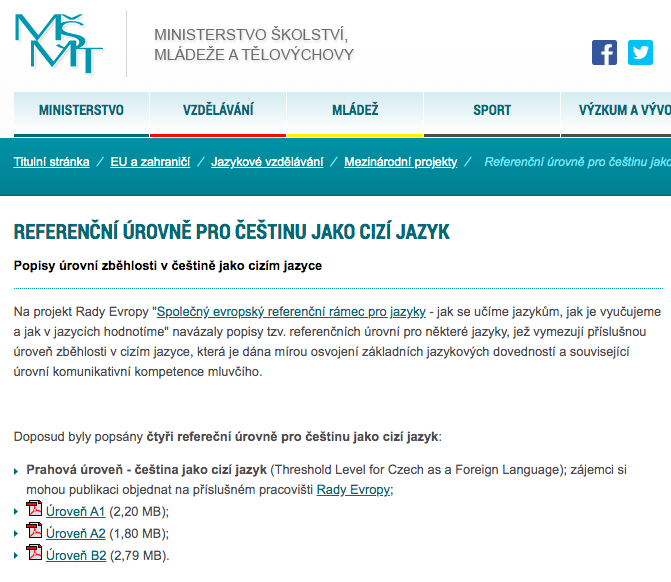 MŠMT
MINISTERSTVO ŠKOLSTVÍ,
MLÁDEŽE A TĚLOVÝCHOVY
MINISTERSTVO
VZDĚLÁVÁNÍ
MLÁDEŽ
SPORT
VÝZKUM A VÝVO
Titulní stránka / EU a zahraničí / Jazykové vzdělávání / Mezinárodní projekty / Referenční úrovně pro češtinu jako
REFERENČNÍ ÚROVNĚ PRO ČEŠTINU JAKO CIZÍ JAZYK
Popisy úrovní zběhlosti v češtině jako cizím jazyce
Na projekt Rady Evropy "Společný evropský referenční rámec pro jazyky - jak se učíme jazykům, jak je vyučujeme
a jak v jazycích hodnotíme" navázaly popisy tzv. referenčních úrovní pro některé jazyky, jež vymezují příslušnou
úroveň zběhlosti v cizím jazyce, která je dána mírou osvojení základních jazykových dovedností a související
úrovní komunikativní kompetence mluvčího.
Doposud byly popsány čtyři refereční úrovně pro češtinu jako cizí jazyk:
Prahová úroveň - čeština jako cizí jazyk (Threshold Level for Czech as a Foreign Language); zájemci si
mohou publikaci objednat na příslušném pracovišti Rady Evropy;
Úroveň A1 (2,20 MB);
Úroveň A2 (1,80 MB);
Úroveň B2 (2,79 MB).